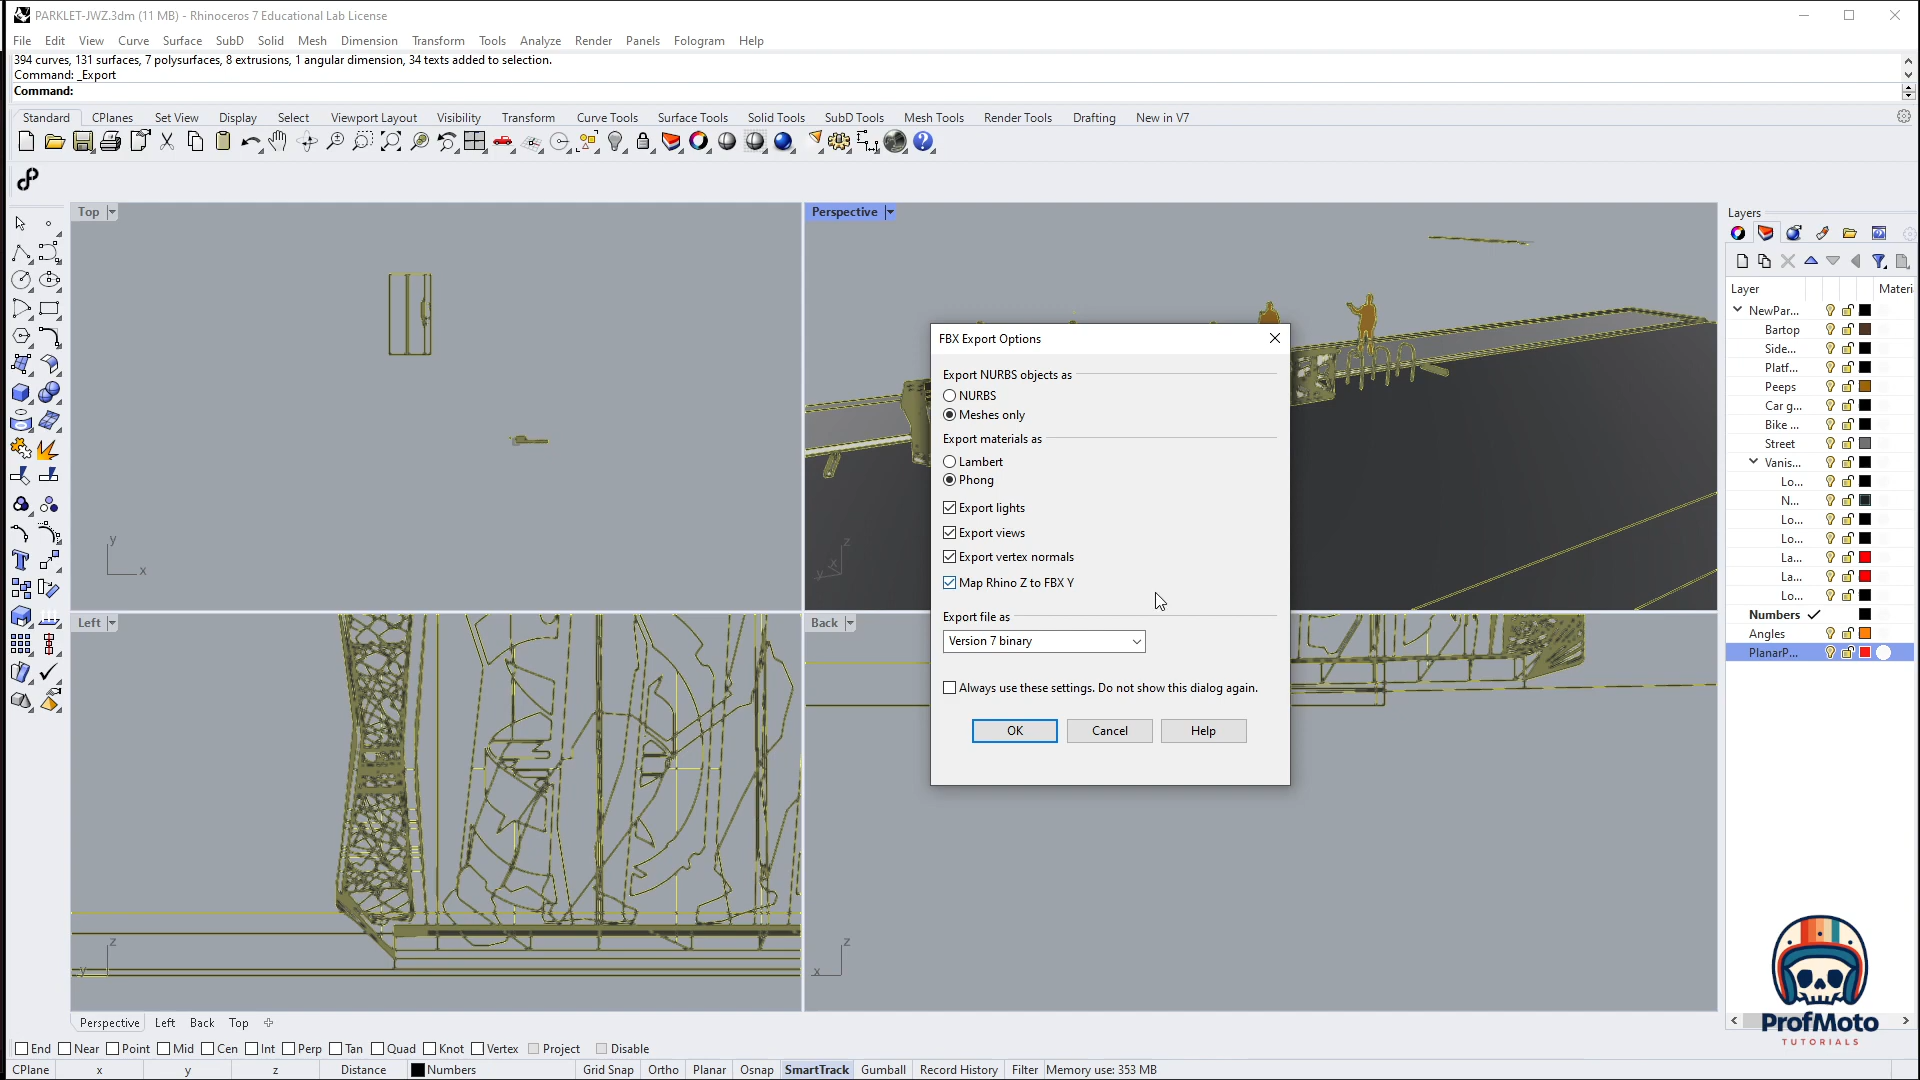 PARKLET-JWZ.3dm (11 MB) - Rhinoceros 7 Educational Lab License
File Edit View Curve Surface SubD Solid Mesh Dimension Transform Tools Analyze Render Panels Fologram Help
394 curves, 131 surfaces, 7 polysurfaces, 8 extrusions, 1 angular dimension, 34 texts added to selection.
Command: _Export
Command:
Standard CPlanes Set View Display Select Viewport Layout Visibility Transform Curve Tools Surface Tools Solid Tools SubD Tools Mesh Tools Render Tools Drafting New in V7
Top
y
x
Perspective
z
x
y
Left
z
y
Back
z
x
FBX Export Options
Export NURBS objects as
NURBS
Meshes only
Export materials as
Lambert
Phong
Export lights
Export views
Export vertex normals
Map Rhino Z to FBX Y
Export file as
Version 7 binary
Always use these settings. Do not show this dialog again.
OK Cancel Help
Layers
Layer Materi
NewPar...
Bartop
Side...
Platf...
Peeps
Car g...
Bike ...
Street
Vanis...
Lo...
N...
Lo...
Lo...
La...
La...
Lo...
Numbers
Angles
PlanarP...
ProfMoto
TUTORIALS
Perspective Left Back Top
End Near Point Mid Cen Int Perp Tan Quad Knot Vertex Project Disable
CPlane x y z Distance Numbers Grid Snap Ortho Planar Osnap SmartTrack Gumball Record History Filter Memory use: 353 MB